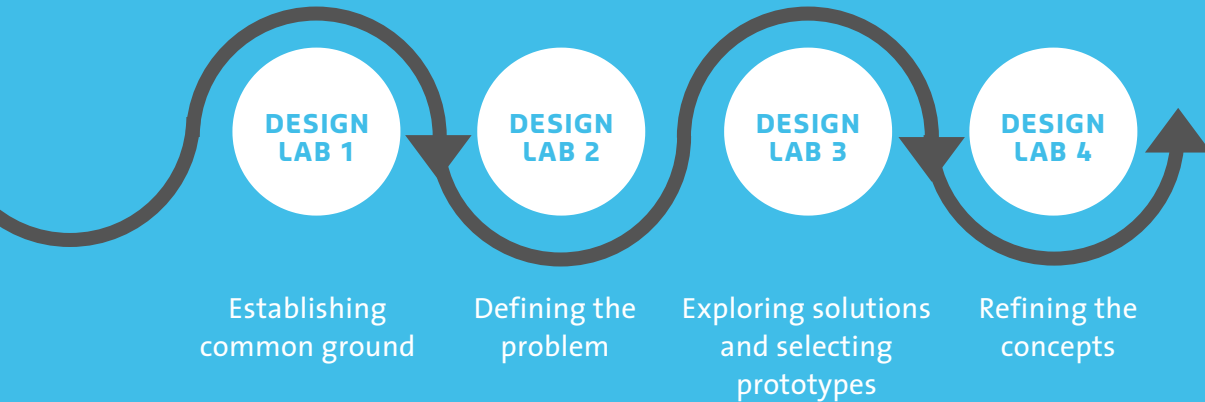 DESIGN
LAB 1
DESIGN
LAB 2
DESIGN
LAB 3
DESIGN
LAB 4
Establishing
common ground
Defining the
problem
Exploring solutions
and selecting
prototypes
Refining the
concepts